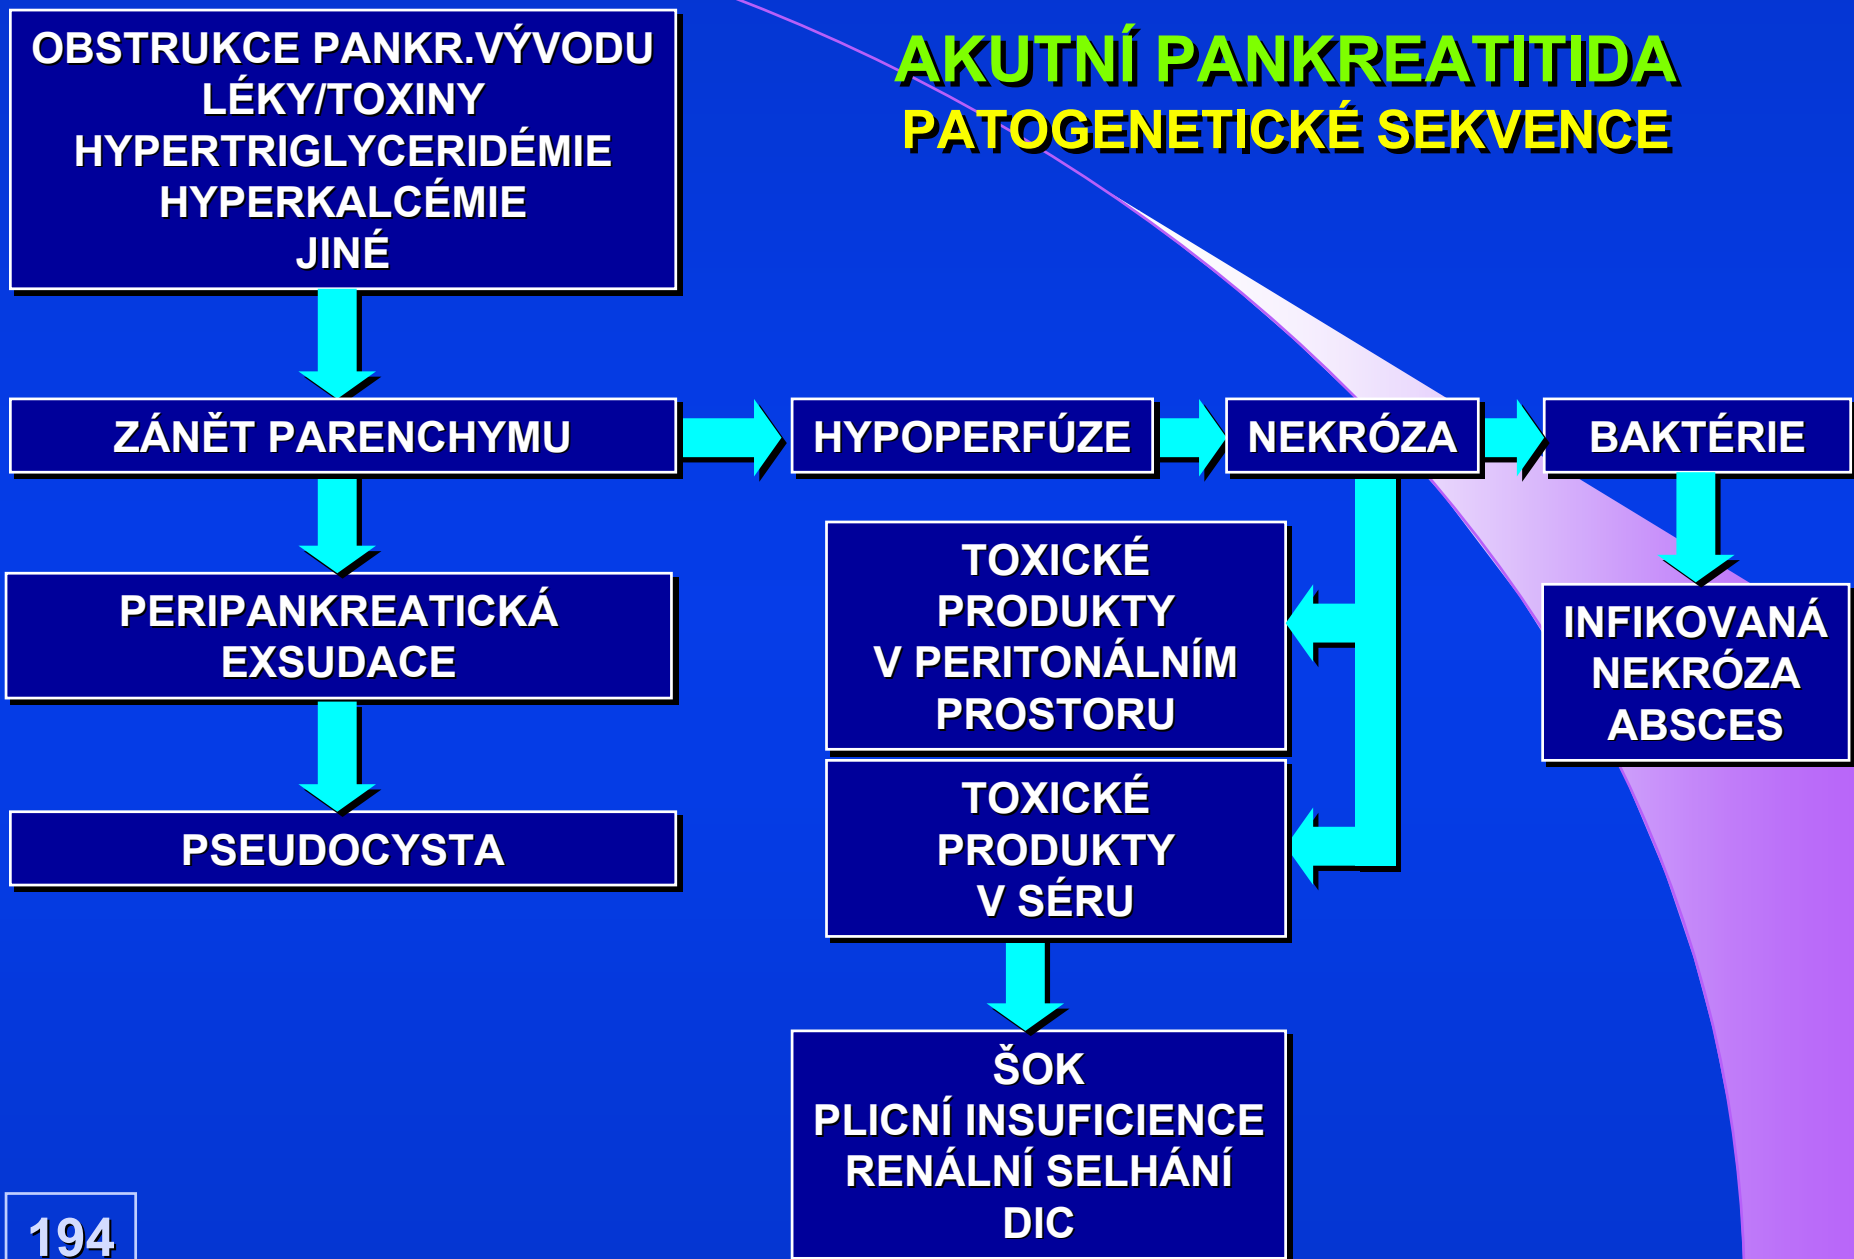 AKUTNÍ PANKREATITIDA
PATOGENETICKÉ SEKVENCE
OBSTRUKCE PANKR.VÝVODU
LÉKY/TOXINY
HYPERTRIGLYCERIDÉMIE
HYPERKALCÉMIE
JINÉ
ZÁNĚT PARENCHYMU
HYPOPERFÚZE
NEKRÓZA
BAKTÉRIE
PERIPANKREATICKÁ
EXSUDACE
PSEUDOCYSTA
TOXICKÉ
PRODUKTY
V PERITONÁLNÍM
PROSTORU
TOXICKÉ
PRODUKTY
V SÉRU
INFIKOVANÁ
NEKRÓZA
ABSCES
ŠOK
PLICNÍ INSUFICIENCE
RENÁLNÍ SELHÁNÍ
DIC
194